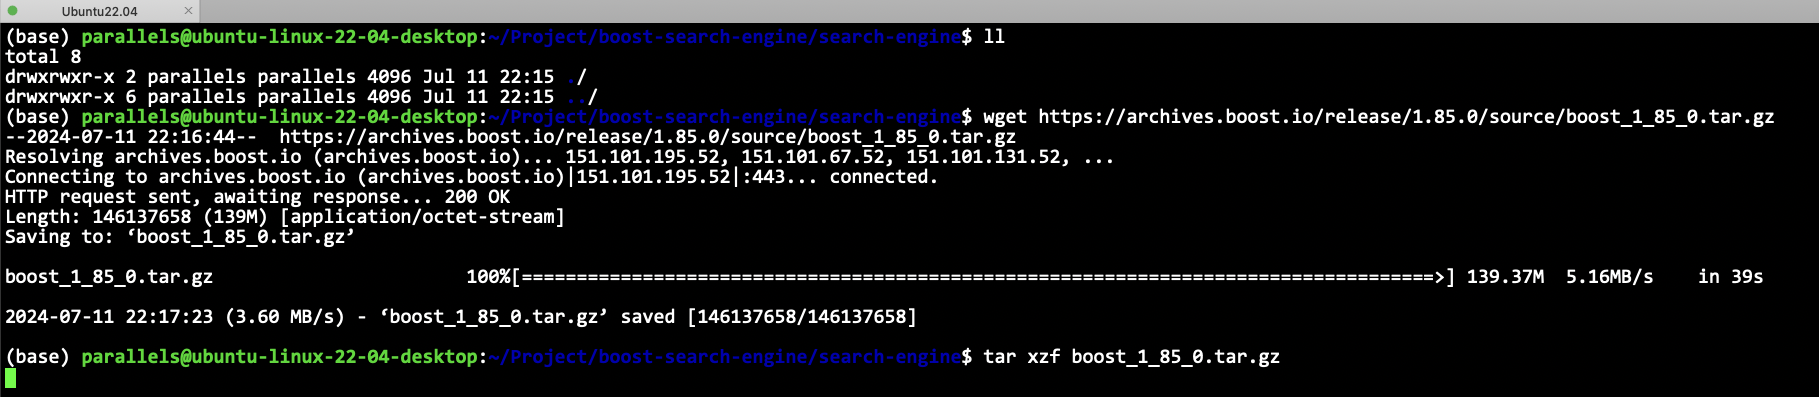 Ubuntu22.04
(base) parallels@ubuntu-linux-22-04-desktop:~/Project/boost-search-engine/search-engine$ ll
total 8
drwxrwxr-x 2 parallels parallels 4096 Jul 11 22:15 ./
drwxrwxr-x 6 parallels parallels 4096 Jul 11 22:15 ../
(base) parallels@ubuntu-linux-22-04-desktop:~/Project/boost-search-engine/search-engine$ wget https://archives.boost.io/release/1.85.0/source/boost_1_85_0.tar.gz
--2024-07-11 22:16:44--  https://archives.boost.io/release/1.85.0/source/boost_1_85_0.tar.gz
Resolving archives.boost.io (archives.boost.io)... 151.101.195.52, 151.101.67.52, 151.101.131.52, ...
Connecting to archives.boost.io (archives.boost.io)|151.101.195.52|:443... connected.
HTTP request sent, awaiting response... 200 OK
Length: 146137658 (139M) [application/octet-stream]
Saving to: ‘boost_1_85_0.tar.gz’
boost_1_85_0.tar.gz 100%[===================================================================================>] 139.37M 5.16MB/s in 39s
2024-07-11 22:17:23 (3.60 MB/s) - ‘boost_1_85_0.tar.gz’ saved [146137658/146137658]
(base) parallels@ubuntu-linux-22-04-desktop:~/Project/boost-search-engine/search-engine$ tar xzf boost_1_85_0.tar.gz